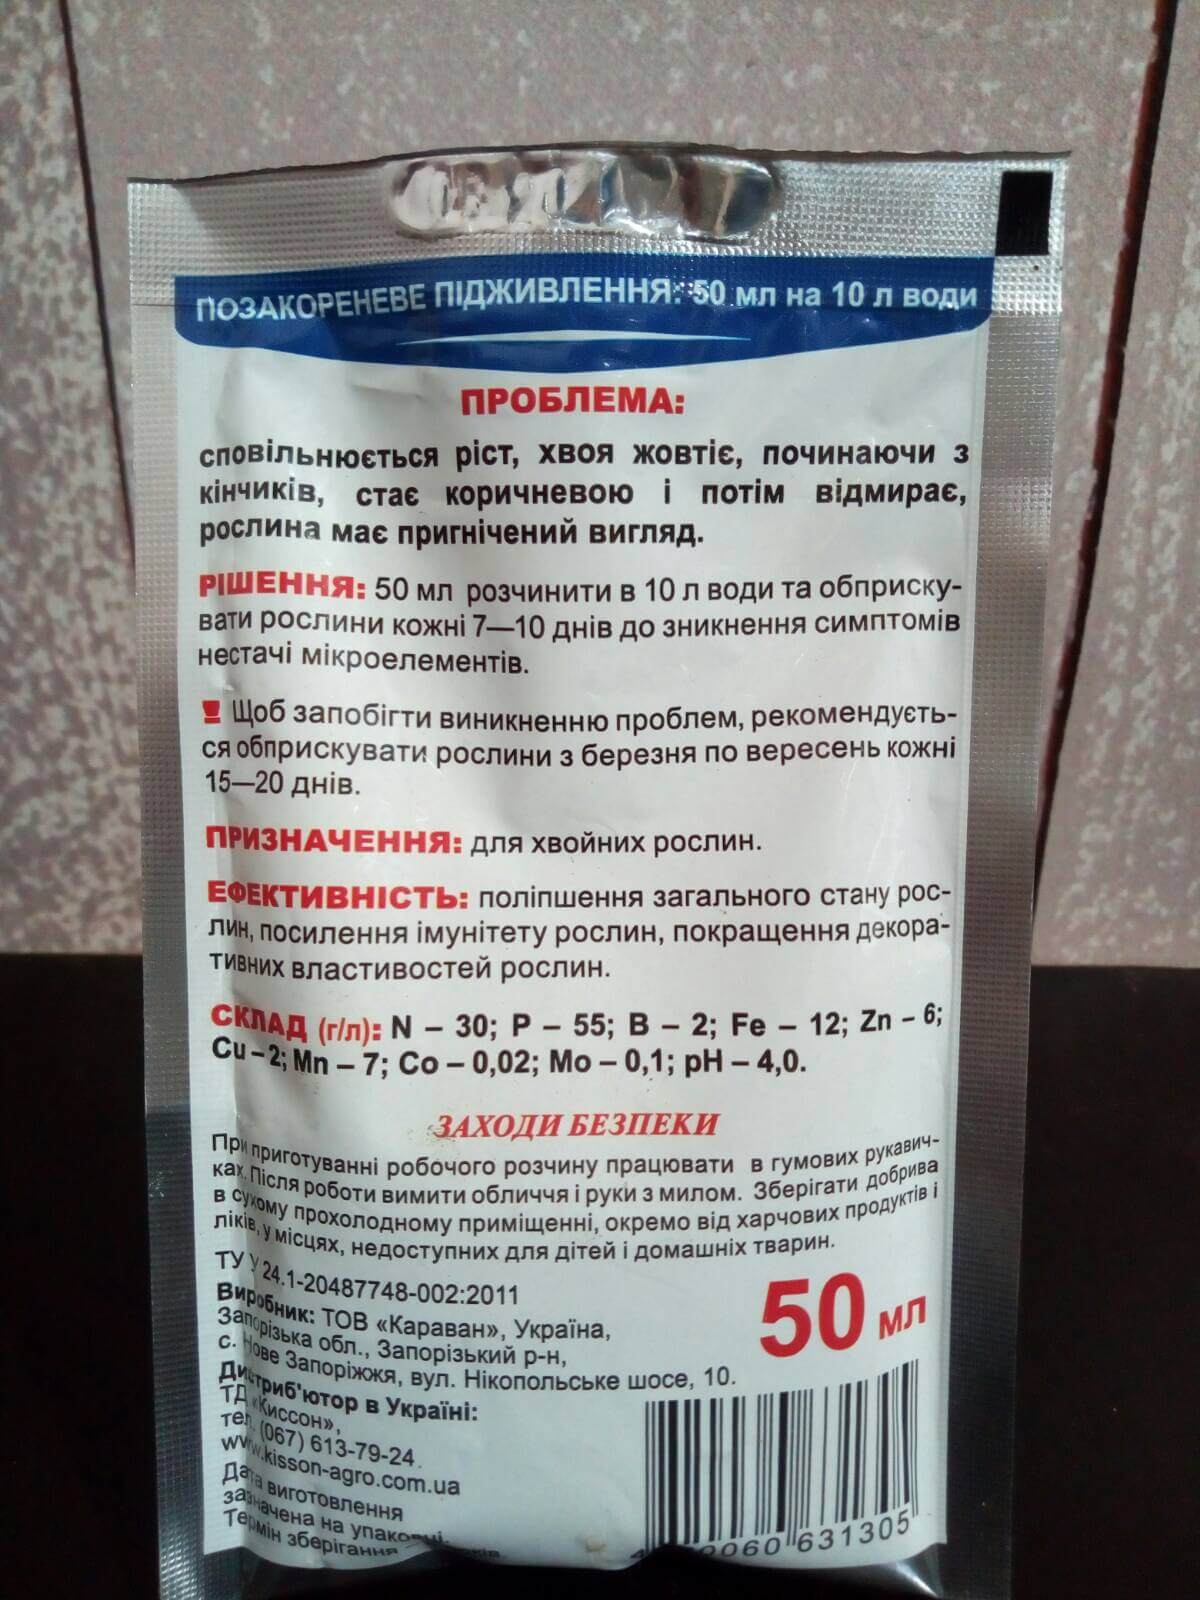 ПОЗАКОРЕНЕВЕ ПІДЖИВЛЕННЯ: 50 мл на 10 л води
ПРОБЛЕМА:
сповільнюється ріст, хвоя жовтіє, починаючи з
кінчиків, стає коричневою і потім відмирає,
рослина має пригнічений вигляд.
РІШЕННЯ: 50 мл розчинити в 10 л води та обприску-
вати рослини кожні 7—10 днів до зникнення симптомів
нестачі мікроелементів.
Щоб запобігти виникненню проблем, рекомендуєть-
ся обприскувати рослини з березня по вересень кожні
15—20 днів.
ПРИЗНАЧЕННЯ: для хвойних рослин.
ЕФЕКТИВНІСТЬ: поліпшення загального стану рос-
лин, посилення імунітету рослин, покращення декора-
тивних властивостей рослин.
СКЛАД (г/л): N – 30; P – 55; B – 2; Fe – 12; Zn – 6;
Cu – 2; Mn – 7; Co – 0,02; Mo – 0,1; pH – 4,0.
ЗАХОДИ БЕЗПЕКИ
При приготуванні робочого розчину працювати в гумових рукавич-
ках. Після роботи вимити обличчя і руки з милом. Зберігати добрива
в сухому прохолодному приміщенні, окремо від харчових продуктів і
ліків, у місцях, недоступних для дітей і домашніх тварин.
ТУ У 24.1-20487748-002:2011
Виробник: ТОВ «Караван», Україна,
Запорізька обл., Запорізький р-н,
с. Нове Запоріжжя, вул. Нікопольське шосе, 10.
Дистриб'ютор в Україні:
ТД «Киссон»,
тел. (067) 613-79-24
www.kisson-agro.com.ua
Дата виготовлення
зазначена на упаковці.
Термін зберігання
50 мл
631305